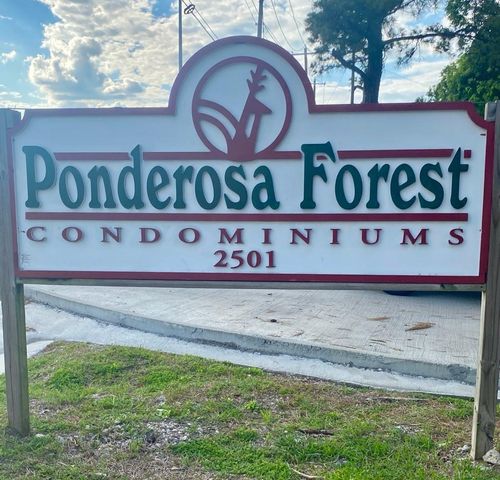 Ponderosa Forest
CONDOMINIUMS
2501